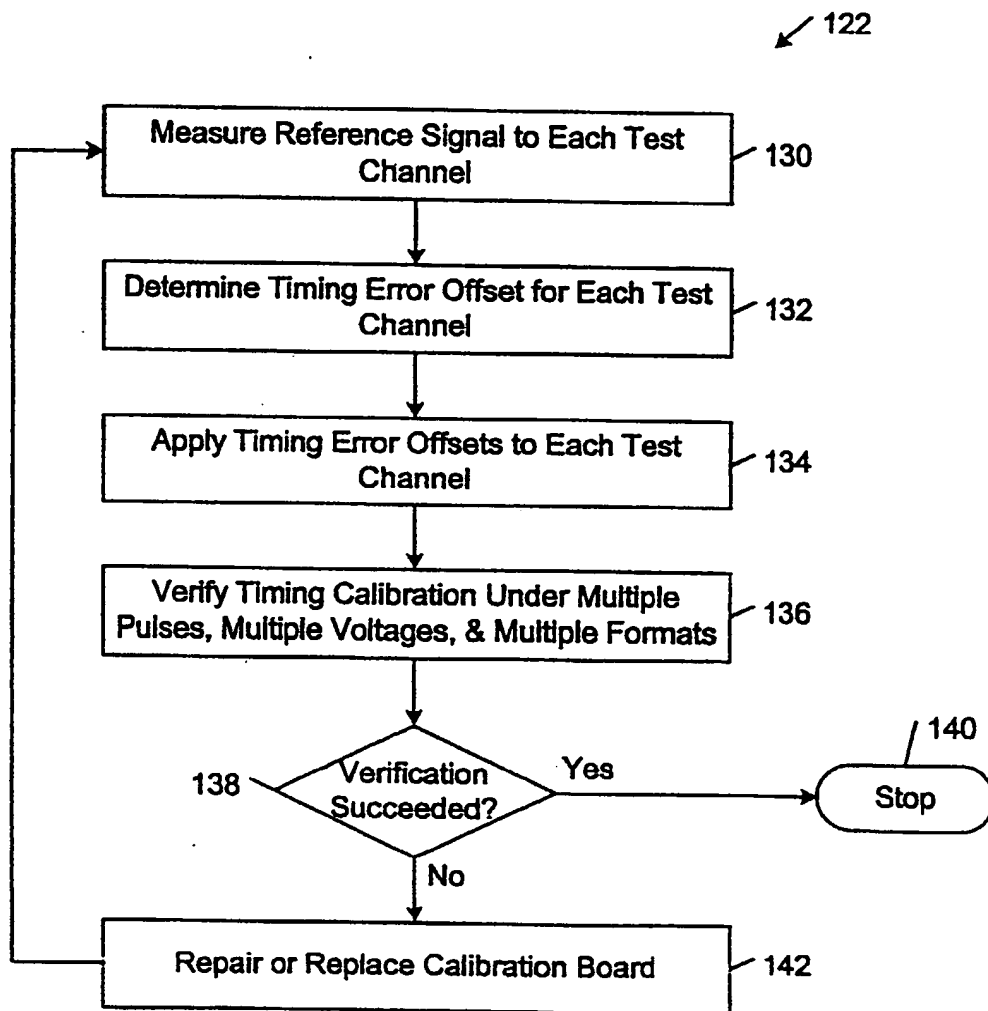 122
Measure Reference Signal to Each Test
Channel
130
Determine Timing Error Offset for Each Test
Channel
132
Apply Timing Error Offsets to Each Test
Channel
134
Verify Timing Calibration Under Multiple
Pulses, Multiple Voltages, & Multiple Formats
136
138
Verification
Succeeded?
Yes
140
Stop
No
Repair or Replace Calibration Board
142